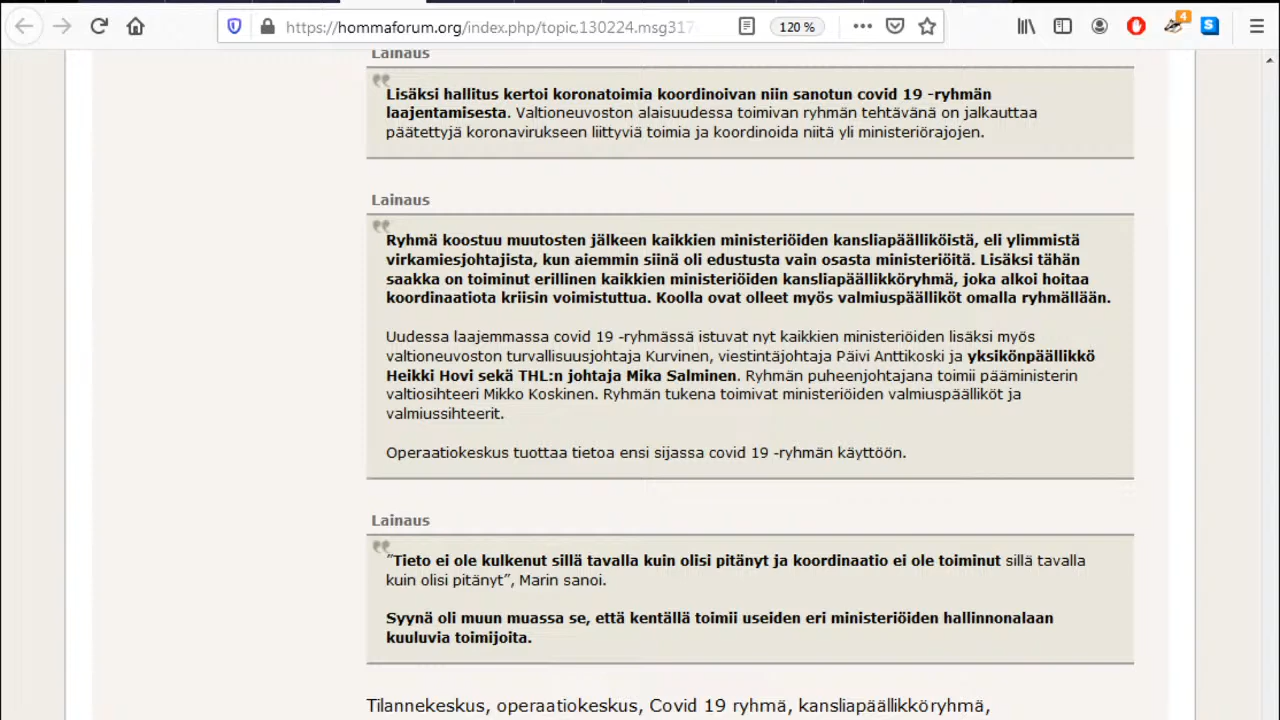 https://hommaforum.org/index.php/topic,130224.msg317
120 %
4
S
Lainaus
Lisäksi hallitus kertoi koronatoimia koordinoivan niin sanotun covid 19 -ryhmän
laajentamisesta. Valtioneuvoston alaisuudessa toimivan ryhmän tehtävänä on jalkauttaa
päätettyjä koronavirukseen liittyviä toimia ja koordinoida niitä yli ministeriörajojen.
Lainaus
Ryhmä koostuu muutosten jälkeen kaikkien ministeriöiden kansliapäälliköistä, eli ylimmistä
virkamiesjohtajista, kun aiemmin siinä oli edustusta vain osasta ministeriöitä. Lisäksi tähän
saakka on toiminut erillinen kaikkien ministeriöiden kansliapäällikköryhmä, joka alkoi hoitaa
koordinaatiota kriisin voimistuttua. Koolla ovat olleet myös valmiuspäälliköt omalla ryhmällään.
Uudessa laajemmassa covid 19 -ryhmässä istuvat nyt kaikkien ministeriöiden lisäksi myös
valtioneuvoston turvallisuusjohtaja Kurvinen, viestintäjohtaja Päivi Anttikoski ja yksikönpäällikkö
Heikki Hovi sekä THL:n johtaja Mika Salminen. Ryhmän puheenjohtajana toimii pääministerin
valtiosihteeri Mikko Koskinen. Ryhmän tukena toimivat ministeriöiden valmiuspäälliköt ja
valmiussihteerit.
Operaatiokeskus tuottaa tietoa ensi sijassa covid 19 -ryhmän käyttöön.
Lainaus
”Tieto ei ole kulkenut sillä tavalla kuin olisi pitänyt ja koordinaatio ei ole toiminut sillä tavalla
kuin olisi pitänyt”, Marin sanoi.
Syynä oli muun muassa se, että kentällä toimii useiden eri ministeriöiden hallinnonalaan
kuuluvia toimijoita.
Tilannekeskus, operaatiokeskus, Covid 19 ryhmä, kansliapäällikköryhmä,